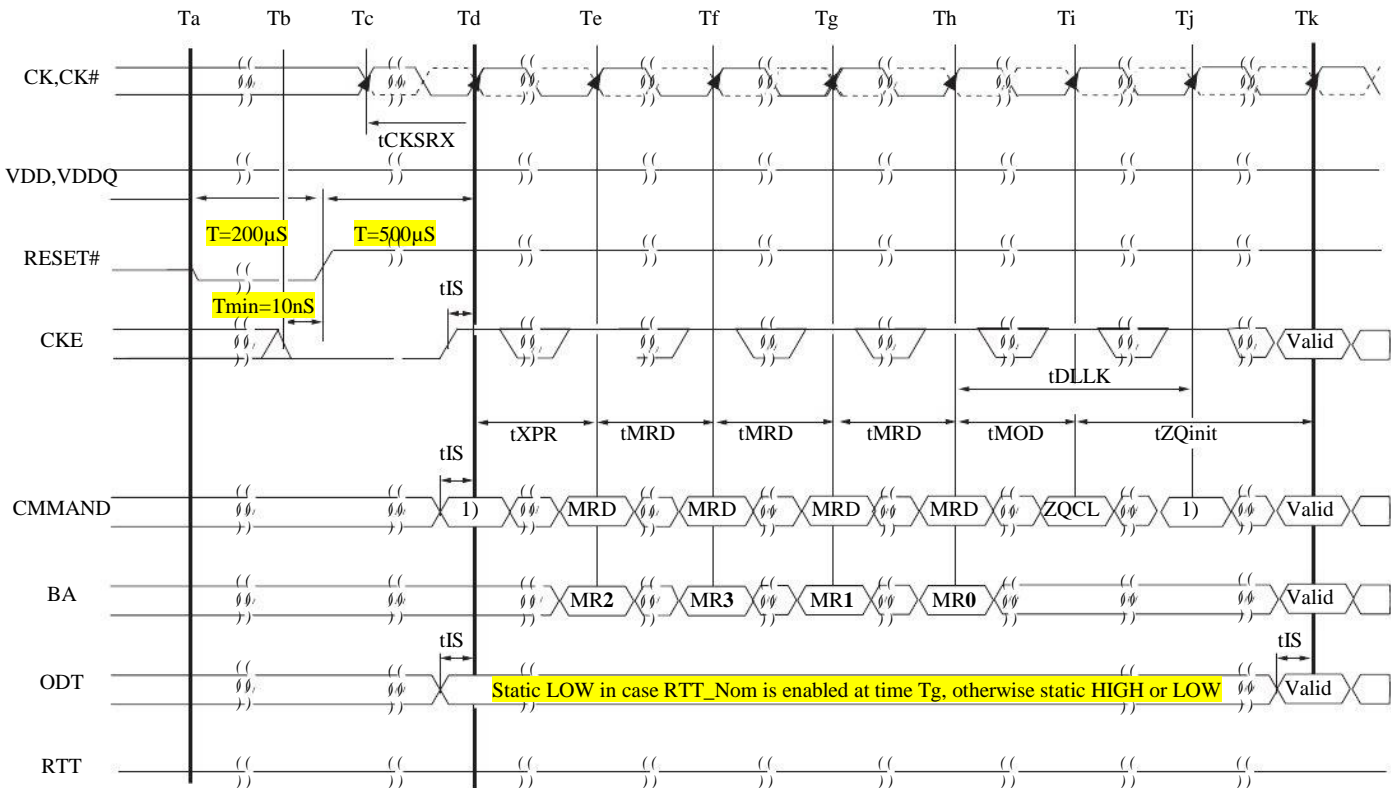 Ta Tb Tc Td Te Tf Tg Th Ti Tj Tk
CK,CK#
tCKSRX
VDD,VDDQ
T=200µS T=500µS
RESET#
Tmin=10nS tIS
CKE Valid
tDLLK
tXPR tMRD tMRD tMRD tMOD tZQinit
tIS
CMMAND 1) MRD MRD MRD MRD ZQCL 1) Valid
BA MR2 MR3 MR1 MR0 Valid
tIS tIS
ODT Static LOW in case RTT_Nom is enabled at time Tg, otherwise static HIGH or LOW Valid
RTT